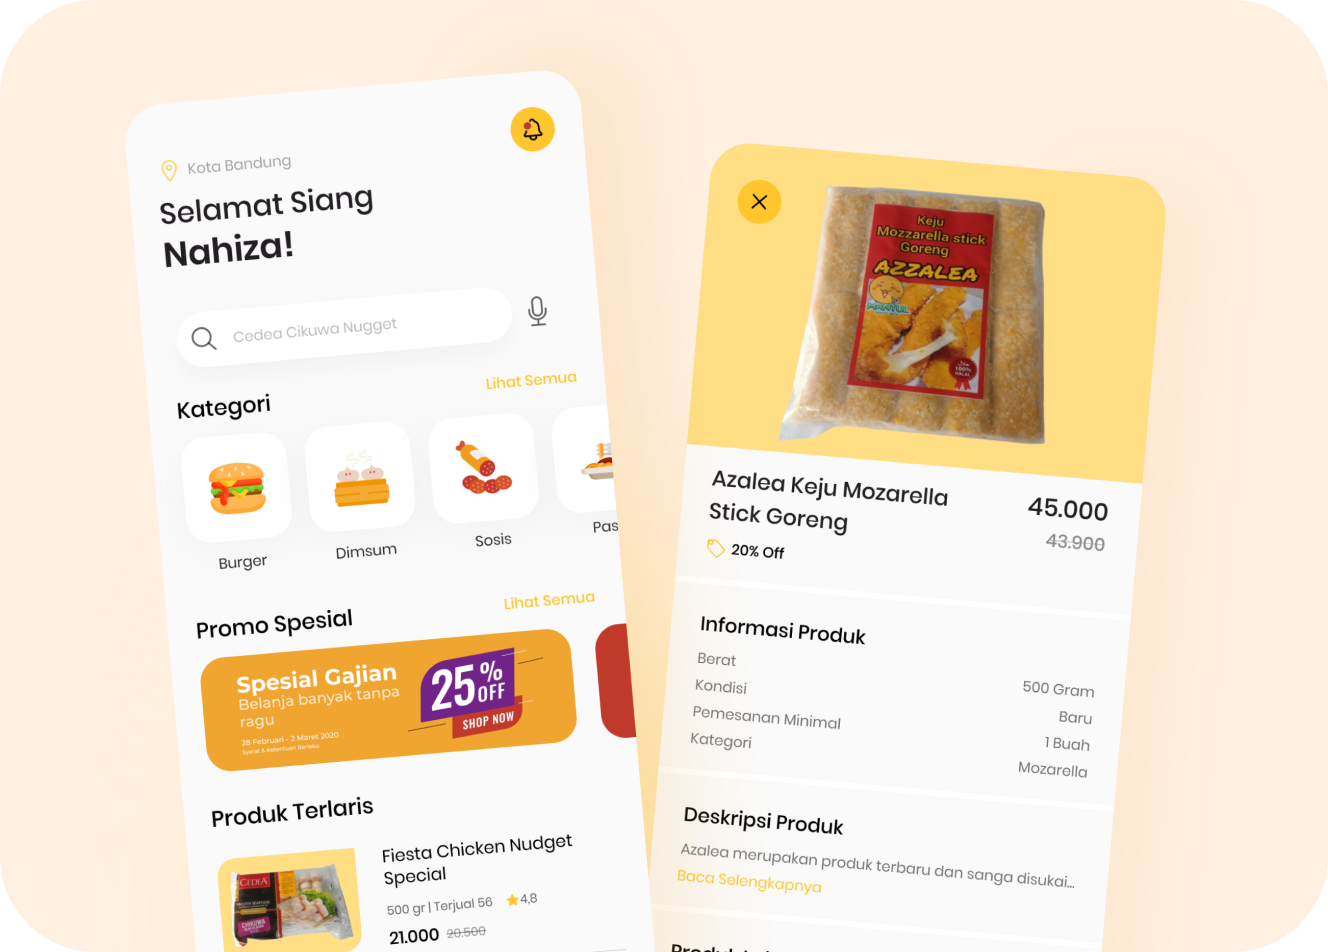 Kota Bandung
Selamat Siang
Nahiza!
Cedea Cikuwa Nugget
Kategori
Lihat Semua
Burger
Dimsum
Sosis
Pas
Promo Spesial
Lihat Semua
Spesial Gajian
Belanja banyak tanpa
ragu
28 Februari - 2 Maret 2020
Syarat & Ketentuan Berlaku
25% OFF
SHOP NOW
Produk Terlaris
CEDEA
CHIKUWA
Fiesta Chicken Nudget
Special
500 gr | Terjual 56
4,8
21.000 20.500
Keju
Mozzarella stick
Goreng
AZZALEA
MANYUL
100%
HALAL
Azalea Keju Mozarella
Stick Goreng
45.000
43.900
20% Off
Informasi Produk
Berat 500 Gram
Kondisi Baru
Pemesanan Minimal 1 Buah
Kategori Mozarella
Deskripsi Produk
Azalea merupakan produk terbaru dan sanga disukai...
Baca Selengkapnya